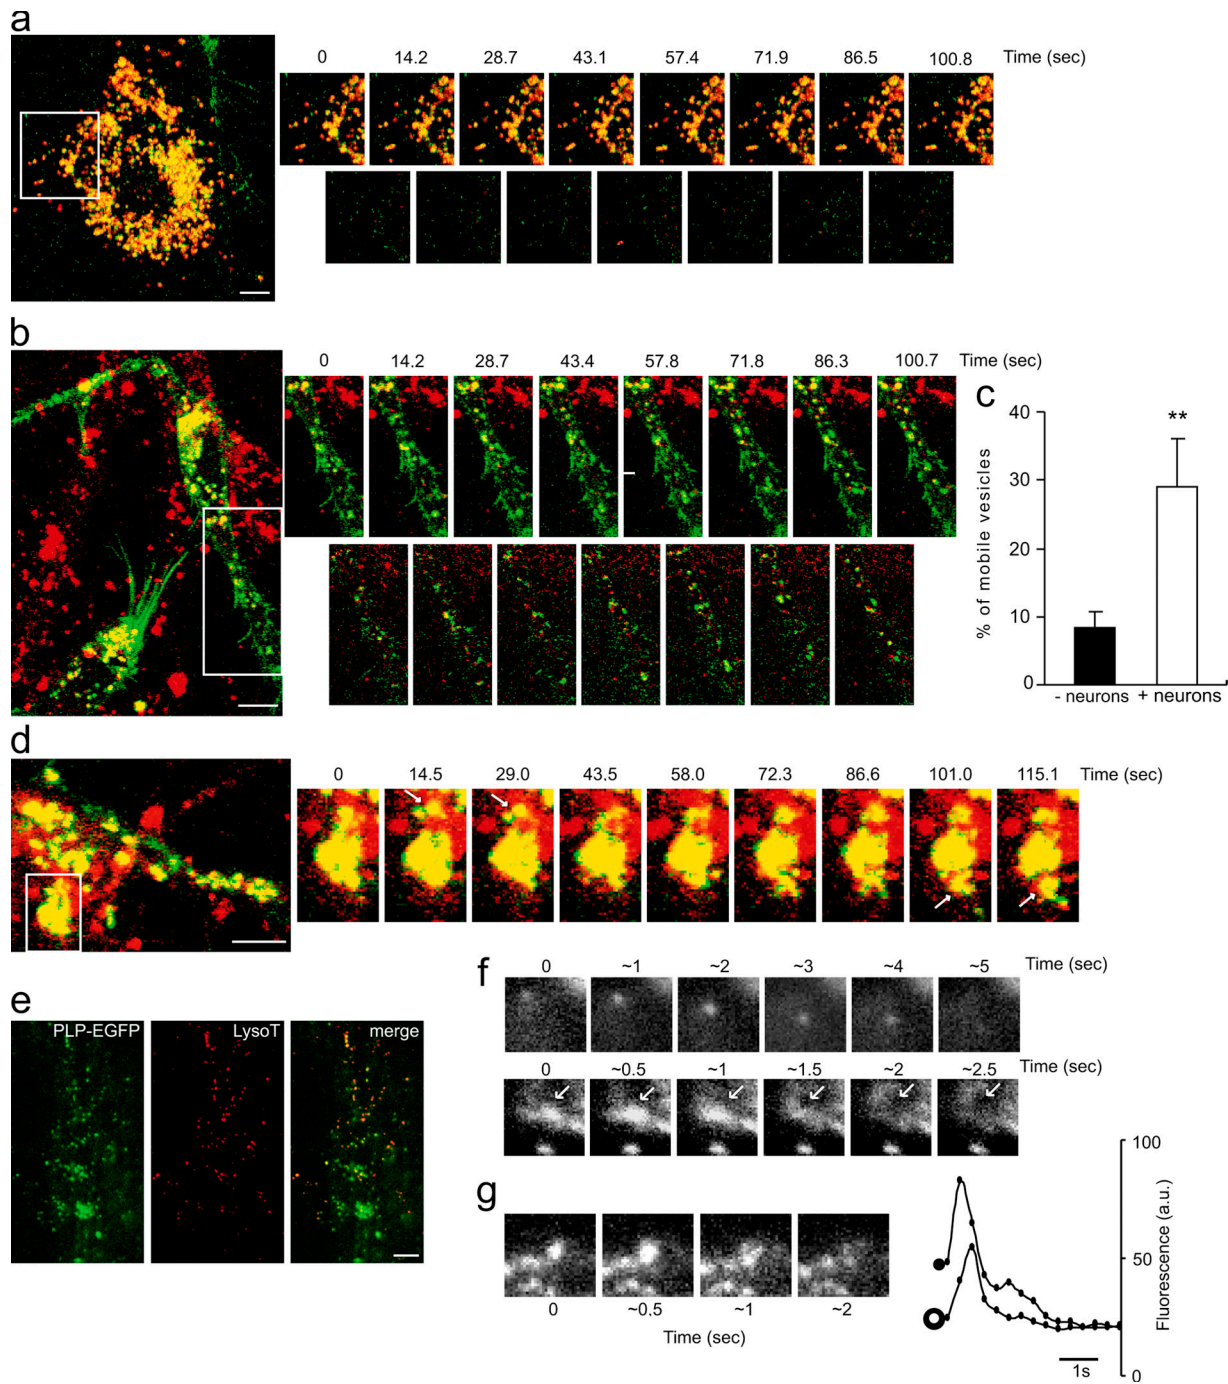 a
0 14.2 28.7 43.1 57.4 71.9 86.5 100.8 Time (sec)
b
0 14.2 28.7 43.4 57.8 71.8 86.3 100.7 Time (sec)
c
40
30
20
10
0
% of mobile vesicles
**
- neurons + neurons
d
0 14.5 29.0 43.5 58.0 72.3 86.6 101.0 115.1 Time (sec)
e
PLP-EGFP LysoT merge
f
0 ~1 ~2 ~3 ~4 ~5 Time (sec)
0 ~0.5 ~1 ~1.5 ~2 ~2.5 Time (sec)
g
0 ~0.5 ~1 ~2
Time (sec)
100
50
0
Fluorescence (a.u.)
1s